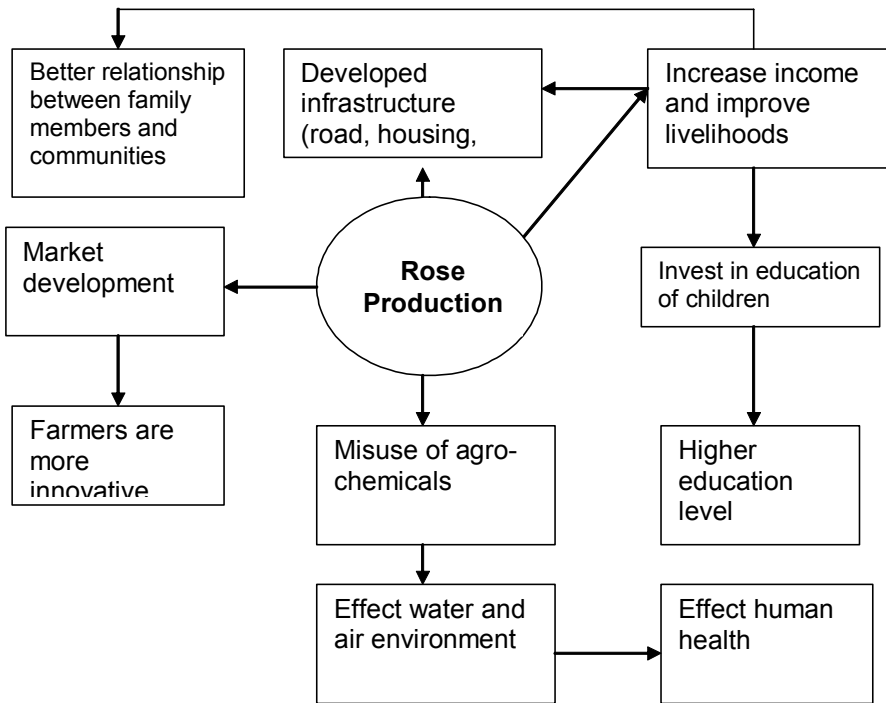 Better relationship
between family
members and
communities
Developed
infrastructure
(road, housing,
Increase income
and improve
livelihoods
Market
development
Rose
Production
Invest in education
of children
Farmers are
more
innovative
Misuse of agro-
chemicals
Higher
education
level
Effect water and
air environment
Effect human
health